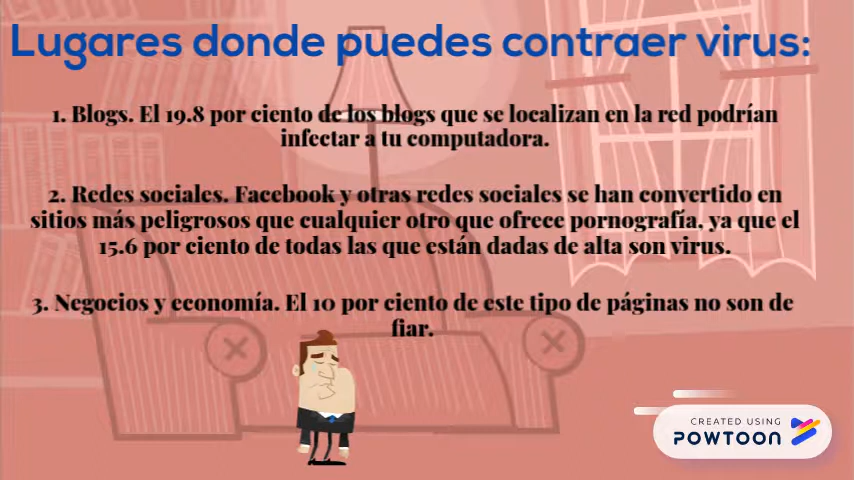 Lugares donde puedes contraer virus:
1. Blogs. El 19.8 por ciento de los blogs que se localizan en la red podrían
infectar a tu computadora.
2. Redes sociales. Facebook y otras redes sociales se han convertido en
sitios más peligrosos que cualquier otro que ofrece pornografía, ya que el
15.6 por ciento de todas las que están dadas de alta son virus.
3. Negocios y economía. El 10 por ciento de este tipo de páginas no son de
fiar.
CREATED USING
POWTOON